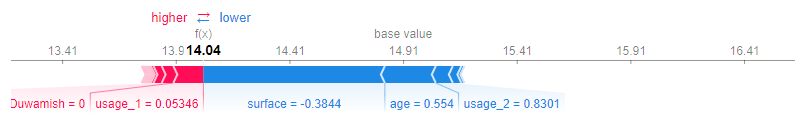 higher ⇄ lower
f(x) base value
13.41 13.9 14.04 14.41 14.91 15.41 15.91 16.41
Duwamish = 0 usage_1 = 0.05346 surface = -0.3844 age = 0.554 usage_2 = 0.8301